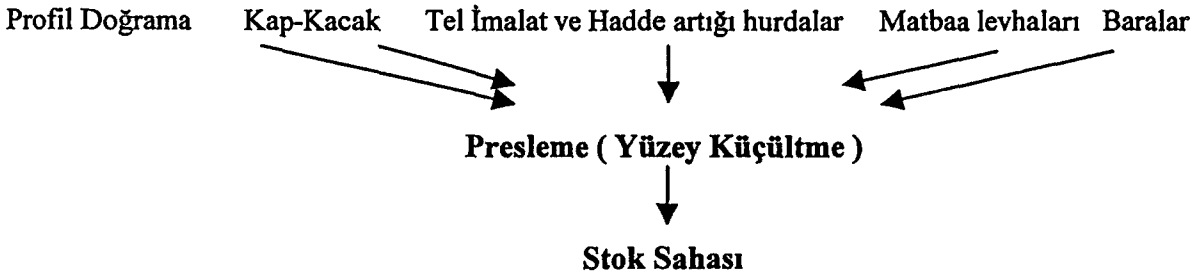 Profil Doğrama Kap-Kacak Tel İmalat ve Hadde artığı hurdalar Matbaa levhaları Baralar
Presleme ( Yüzey Küçültme )
Stok Sahası